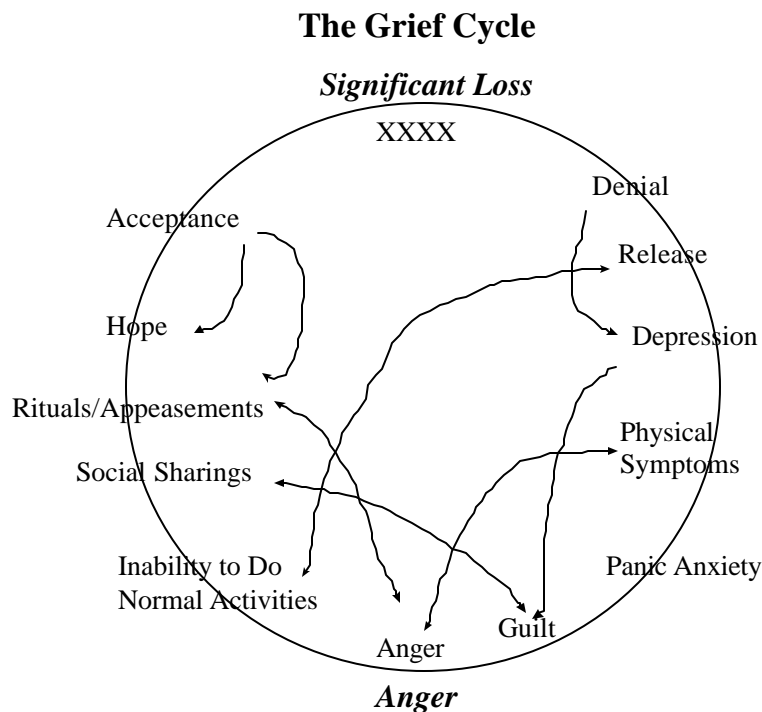 The Grief Cycle
Significant Loss
XXXX
Denial
Acceptance
Release
Hope
Depression
Rituals/Appeasements
Physical
Symptoms
Social Sharings
Inability to Do
Normal Activities
Panic Anxiety
Guilt
Anger
Anger